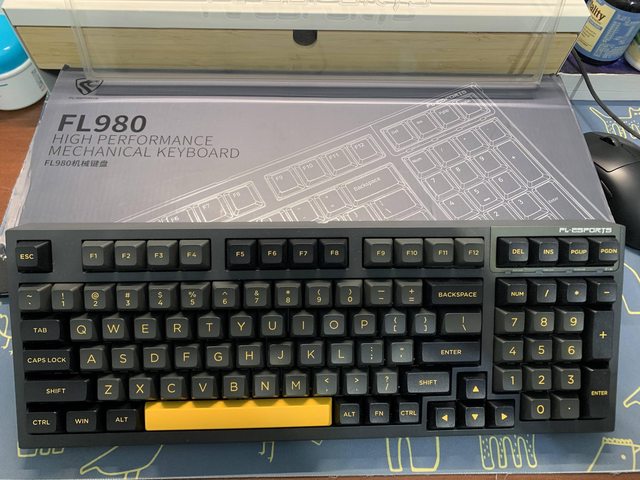 FL980
HIGH PERFORMANCE
MECHANICAL KEYBOARD
FL980机械键盘
Backspace
FL-ESPORTS
ESC F1 F2 F3 F4 F5 F6 F7 F8 F9 F10 F11 F12 DEL INS PGUP PGDN
~ ` ! 1 @ 2 # 3 $ 4 % 5 ^ 6 & 7 * 8 ( 9 ) 0 _ - + = BACKSPACE NUM / * -
TAB Q W E R T Y U I O P { [ } ] | \ 7 8 9 +
CAPS LOCK A S D F G H J K L : ; " ' ENTER 4 5 6
SHIFT Z X C V B N M < , > . ? / SHIFT ▲ 1 2 3 ENTER
CTRL WIN ALT ALT FN CTRL ◀ ▼ ▶ 0 .